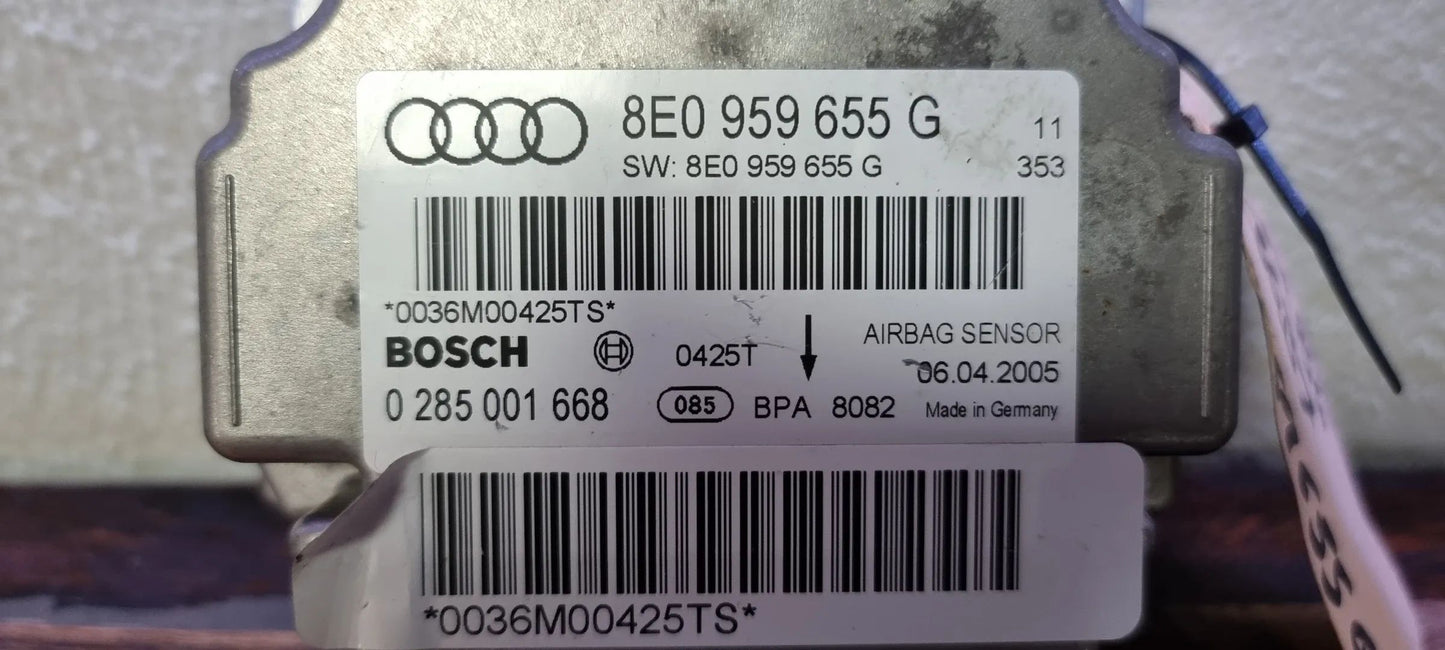 8E0 959 655 G 11
SW: 8E0 959 655 G 353
*0036M00425TS*
BOSCH 0425T AIRBAG SENSOR
06.04.2005
0 285 001 668 085 BPA 8082 Made in Germany
*0036M00425TS*